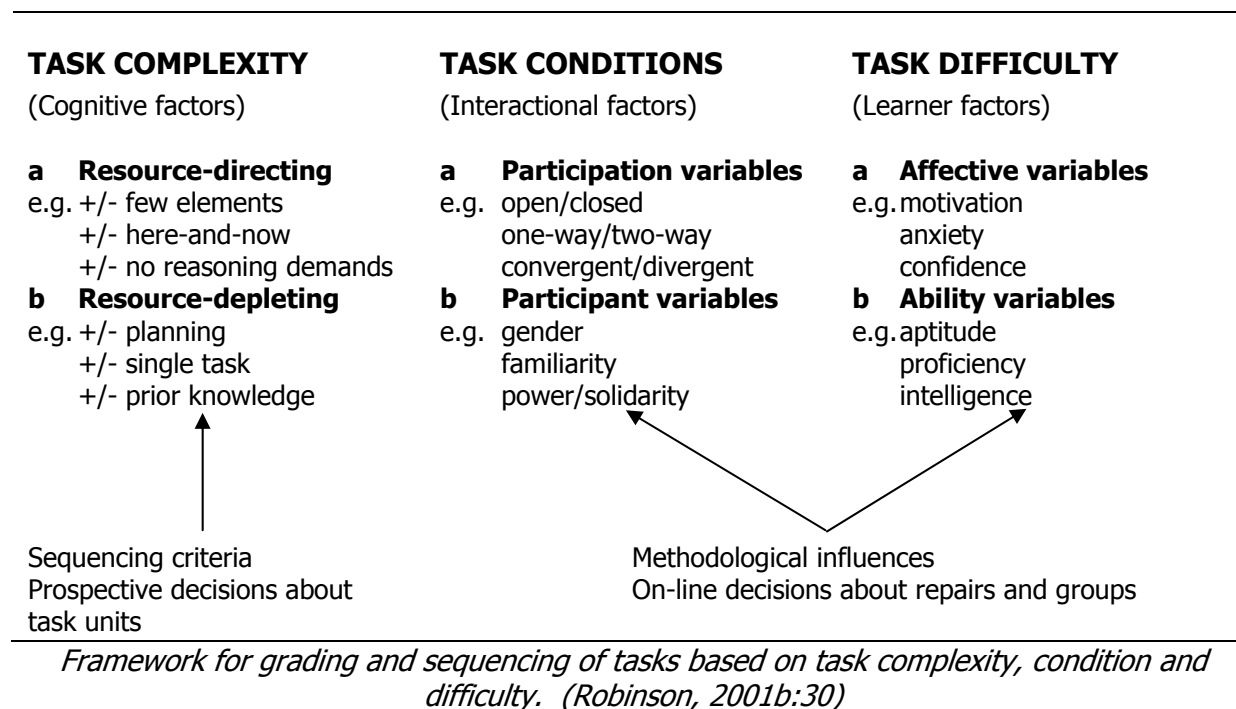 TASK COMPLEXITY
(Cognitive factors)
a Resource-directing
e.g. +/- few elements
+/- here-and-now
+/- no reasoning demands
b Resource-depleting
e.g. +/- planning
+/- single task
+/- prior knowledge
Sequencing criteria
Prospective decisions about
task units
TASK CONDITIONS
(Interactional factors)
a Participation variables
e.g. open/closed
one-way/two-way
convergent/divergent
b Participant variables
e.g. gender
familiarity
power/solidarity
TASK DIFFICULTY
(Learner factors)
a Affective variables
e.g. motivation
anxiety
confidence
b Ability variables
e.g. aptitude
proficiency
intelligence
Methodological influences
On-line decisions about repairs and groups
Framework for grading and sequencing of tasks based on task complexity, condition and
difficulty. (Robinson, 2001b:30)